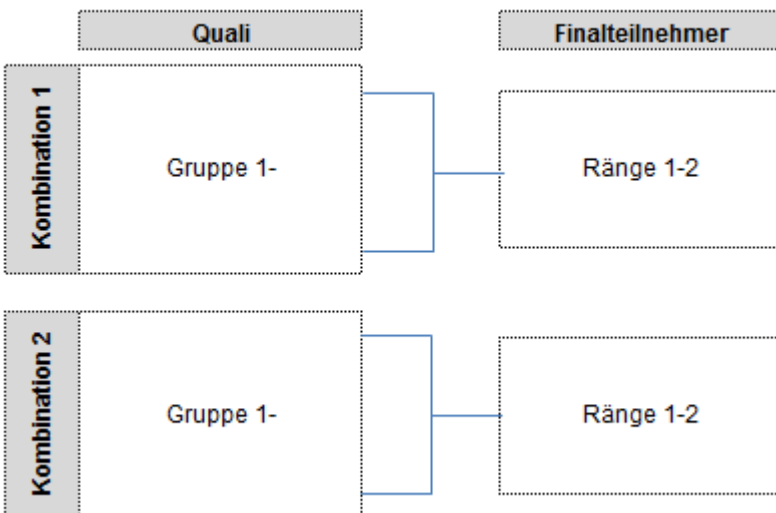 Quali
Finalteilnehmer
Kombination 1
Gruppe 1-
Ränge 1-2
Kombination 2
Gruppe 1-
Ränge 1-2